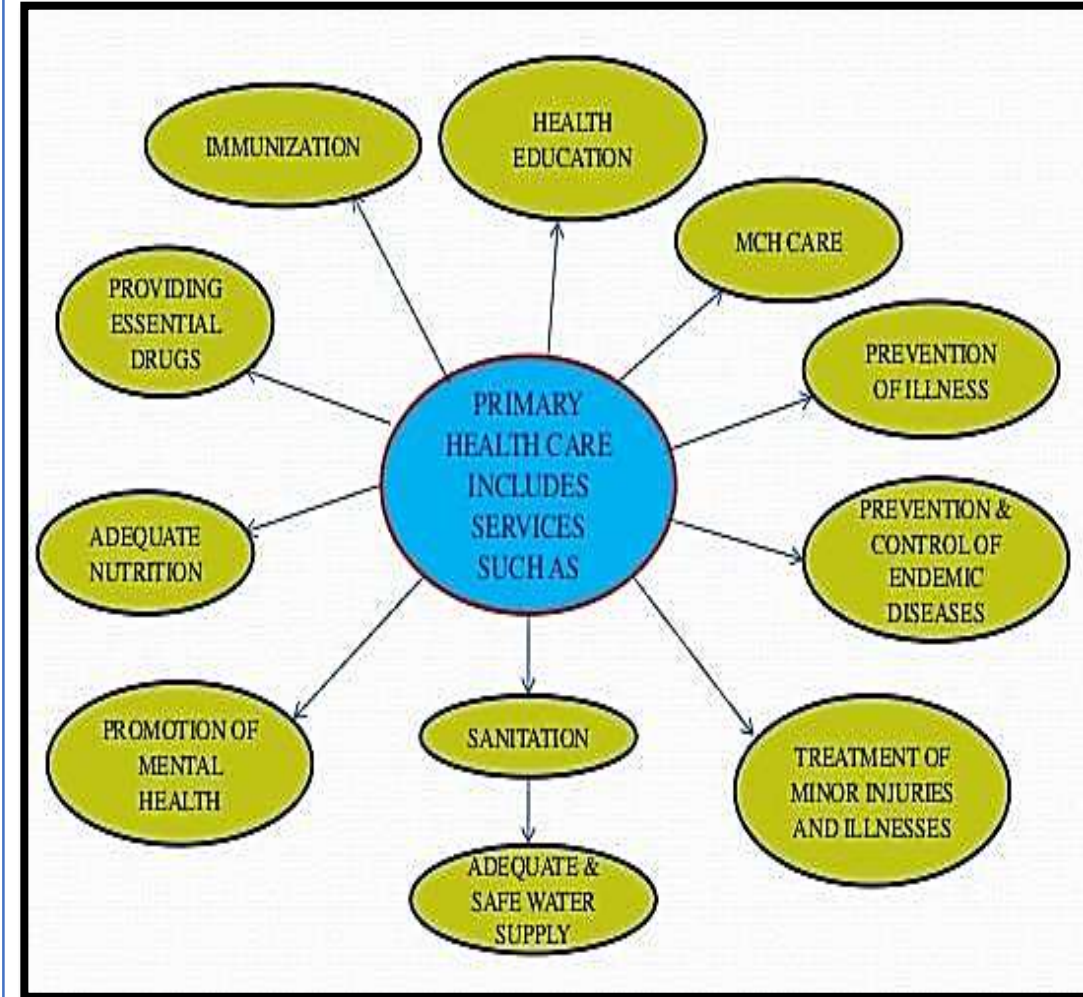 PRIMARY
HEALTH CARE
INCLUDES
SERVICES
SUCH AS
IMMUNIZATION
HEALTH
EDUCATION
MCH CARE
PREVENTION
OF ILLNESS
PREVENTION &
CONTROL OF
ENDEMIC
DISEASES
TREATMENT OF
MINOR INJURIES
AND ILLNESSES
SANITATION
ADEQUATE &
SAFE WATER
SUPPLY
PROMOTION OF
MENTAL
HEALTH
ADEQUATE
NUTRITION
PROVIDING
ESSENTIAL
DRUGS